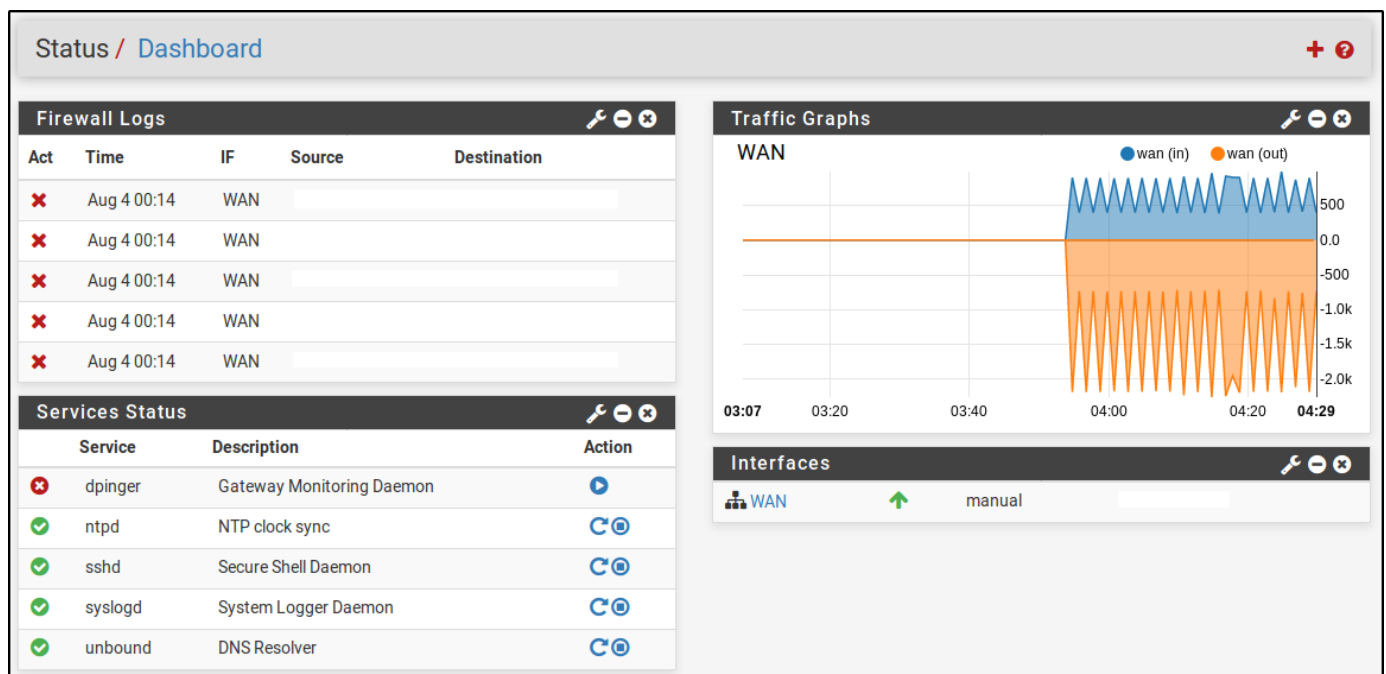 Status / Dashboard
Firewall Logs
Act Time IF Source Destination
Aug 4 00:14 WAN
Aug 4 00:14 WAN
Aug 4 00:14 WAN
Aug 4 00:14 WAN
Aug 4 00:14 WAN
Services Status
Service Description Action
dpinger Gateway Monitoring Daemon
ntpd NTP clock sync
sshd Secure Shell Daemon
syslogd System Logger Daemon
unbound DNS Resolver
Traffic Graphs
WAN
wan (in) wan (out)
500
0.0
-500
-1.0k
-1.5k
-2.0k
03:07 03:20 03:40 04:00 04:20 04:29
Interfaces
WAN manual